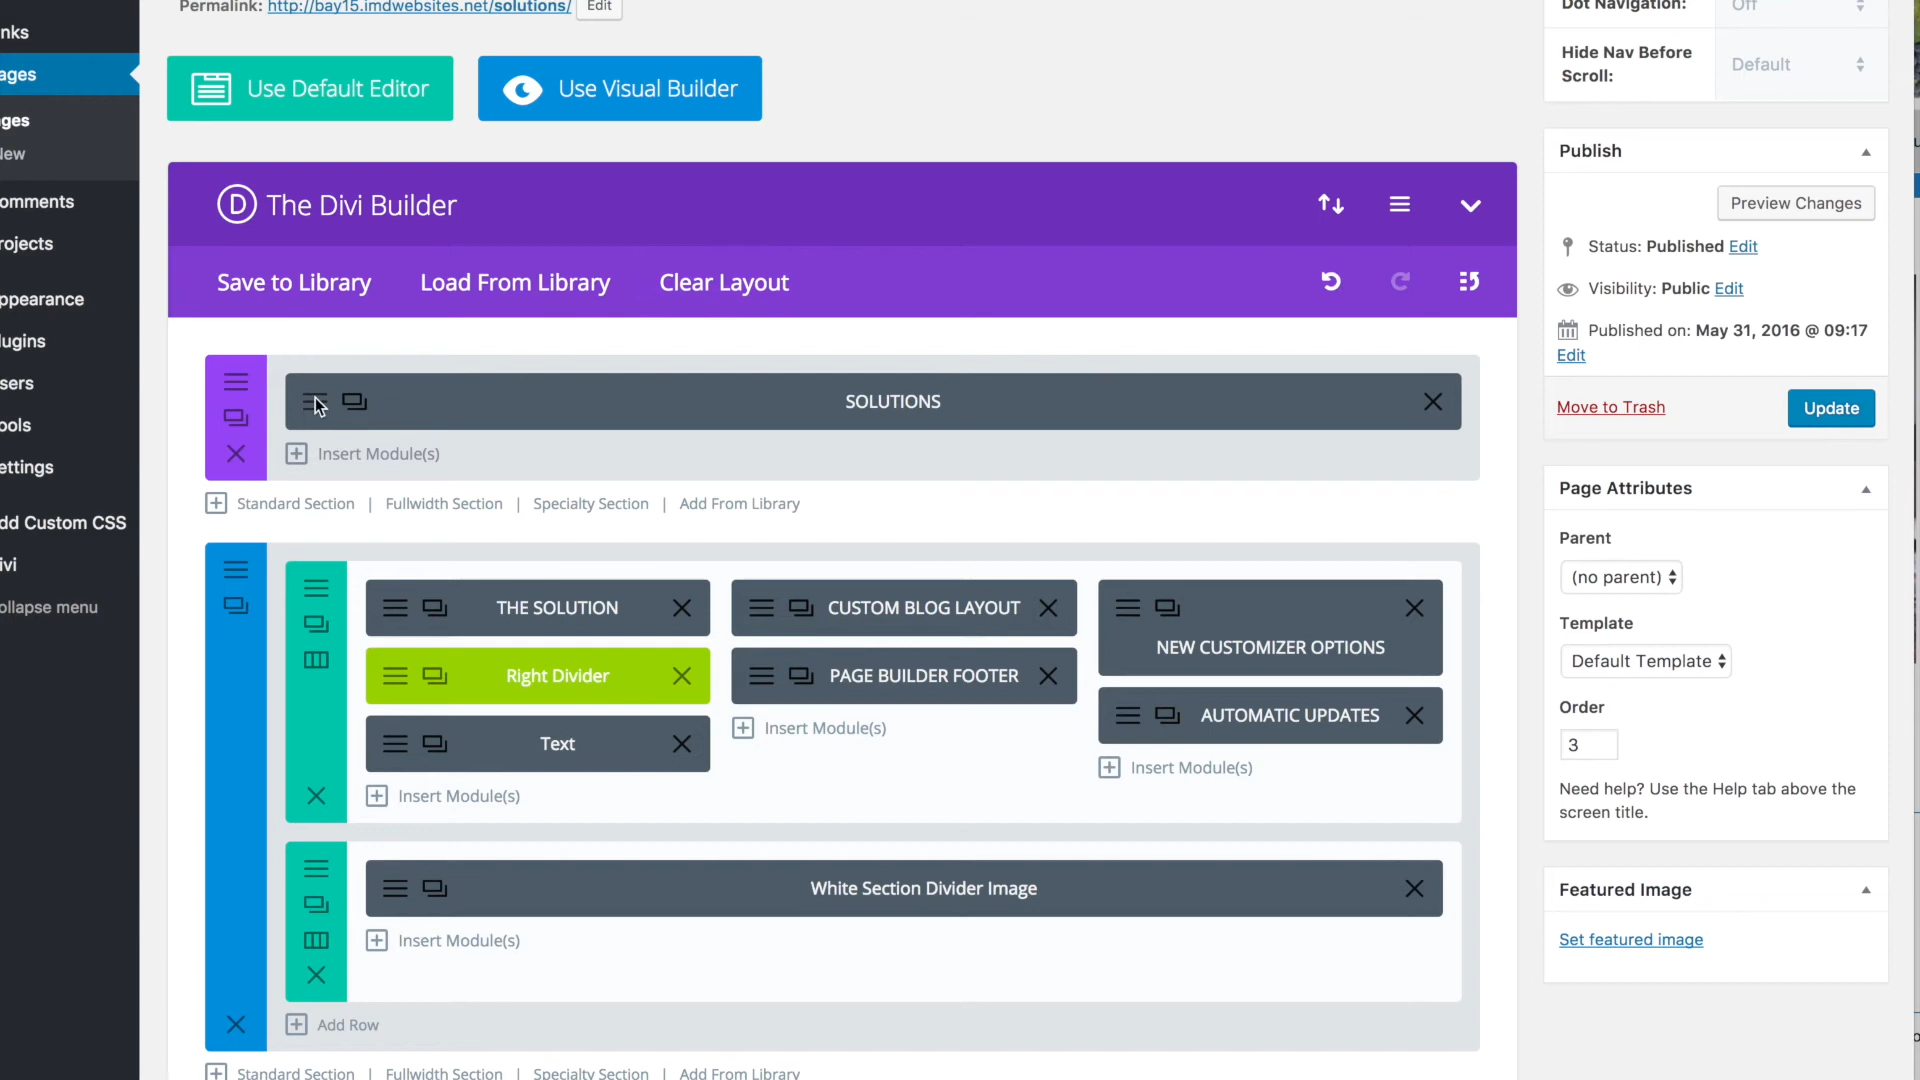 Permalink: http://bay15.imdwebsites.net/solutions/ Edit
Dot Navigation: Off
Hide Nav Before Scroll: Default
nks
ages
ges
New
omments
rojects
ppearance
lugins
sers
ools
ettings
dd Custom CSS
ivi
ollapse menu
Use Default Editor
Use Visual Builder
The Divi Builder
Save to Library
Load From Library
Clear Layout
SOLUTIONS
Insert Module(s)
Standard Section | Fullwidth Section | Specialty Section | Add From Library
THE SOLUTION
Right Divider
Text
Insert Module(s)
CUSTOM BLOG LAYOUT
PAGE BUILDER FOOTER
Insert Module(s)
NEW CUSTOMIZER OPTIONS
AUTOMATIC UPDATES
Insert Module(s)
White Section Divider Image
Insert Module(s)
Add Row
Standard Section | Fullwidth Section | Specialty Section | Add From Library
Publish
Preview Changes
Status: Published Edit
Visibility: Public Edit
Published on: May 31, 2016 @ 09:17
Edit
Move to Trash
Update
Page Attributes
Parent
(no parent)
Template
Default Template
Order
3
Need help? Use the Help tab above the
screen title.
Featured Image
Set featured image